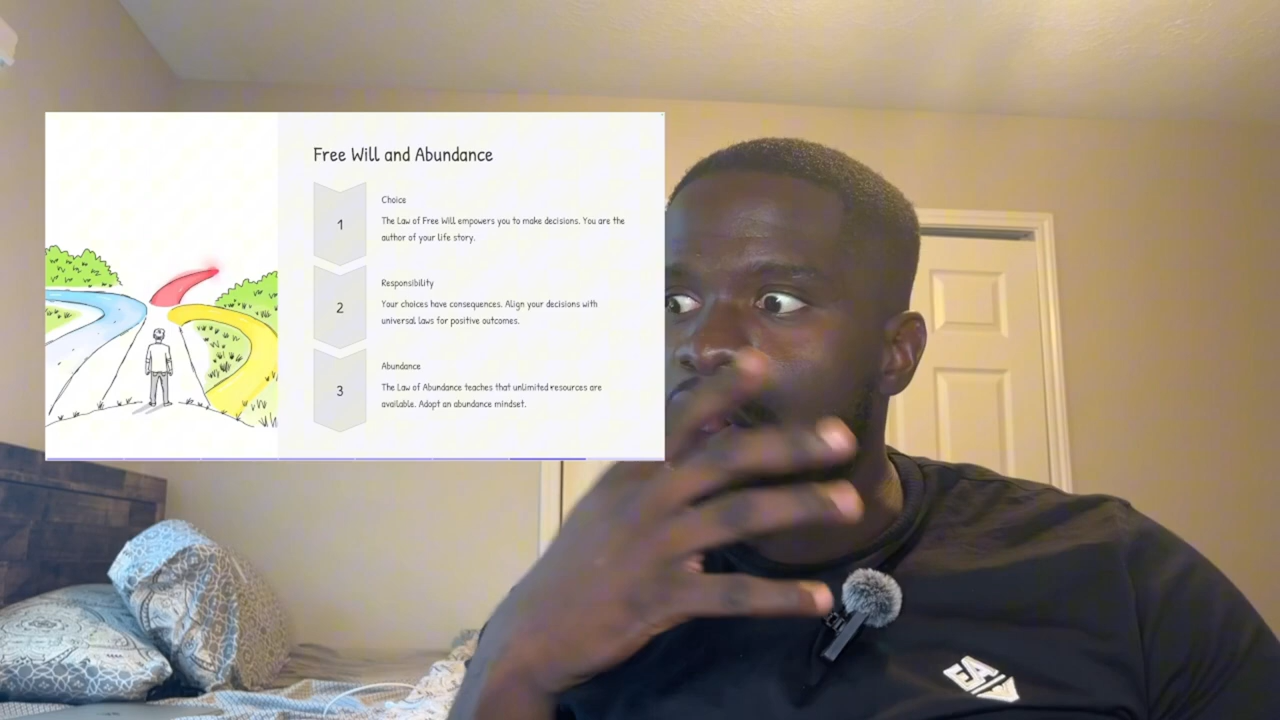 Free Will and Abundance
1
Choice
The Law of Free Will empowers you to make decisions. You are the
author of your life story.
2
Responsibility
Your choices have consequences. Align your decisions with
universal laws for positive outcomes.
3
Abundance
The Law of Abundance teaches that unlimited resources are
available. Adopt an abundance mindset.
EA